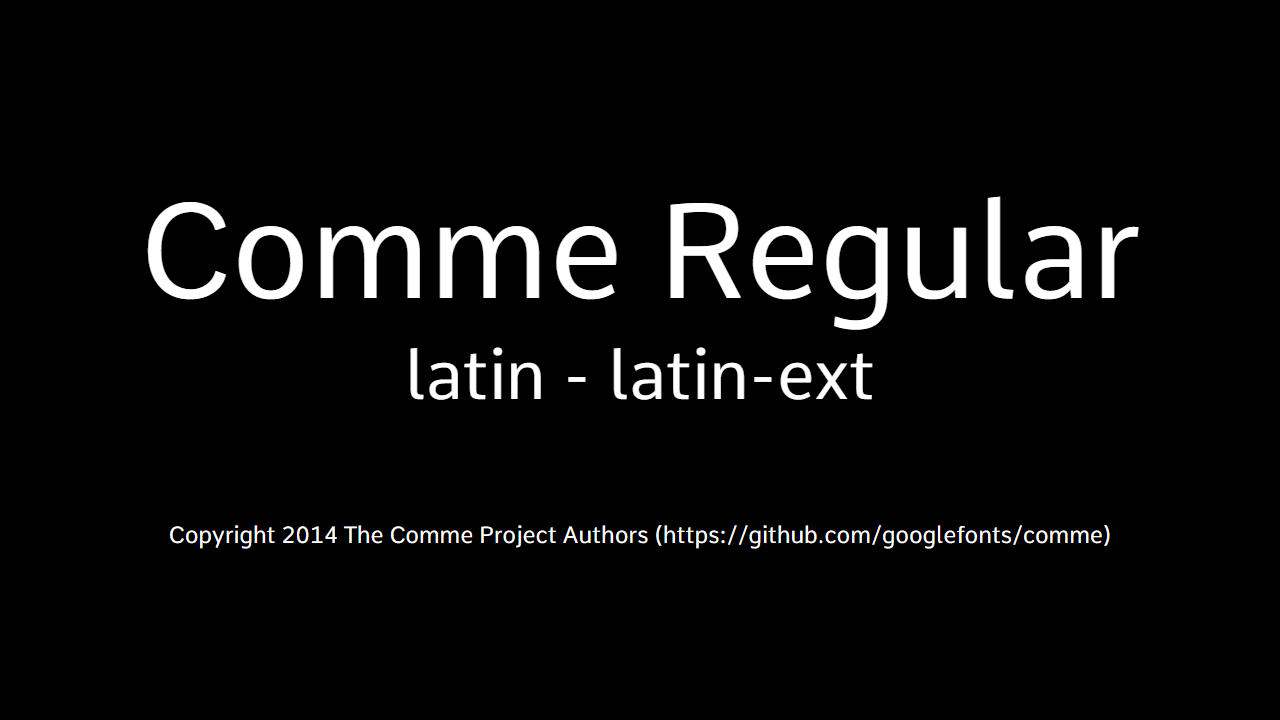 Comme Regular
latin - latin-ext
Copyright 2014 The Comme Project Authors (https://github.com/googlefonts/comme)